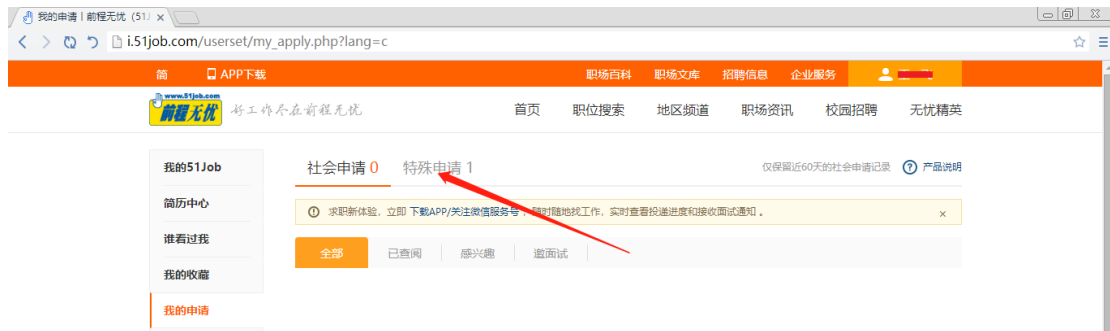 我的申请 | 前程无忧（51J
i.51job.com/userset/my_apply.php?lang=c
简 APP下载 职场百科 职场文库 招聘信息 企业服务
www.51job.com
前程无忧 好工作尽在前程无忧 首页 职位搜索 地区频道 职场资讯 校园招聘 无忧精英
我的51Job 社会申请 0 特殊申请 1 仅保留近60天的社会申请记录 产品说明
简历中心 求职新体验，立即 下载APP/关注微信服务号 ，随时随地找工作，实时查看投递进度和接收面试通知 。
谁看过我 全部 已查阅 感兴趣 邀面试
我的收藏
我的申请